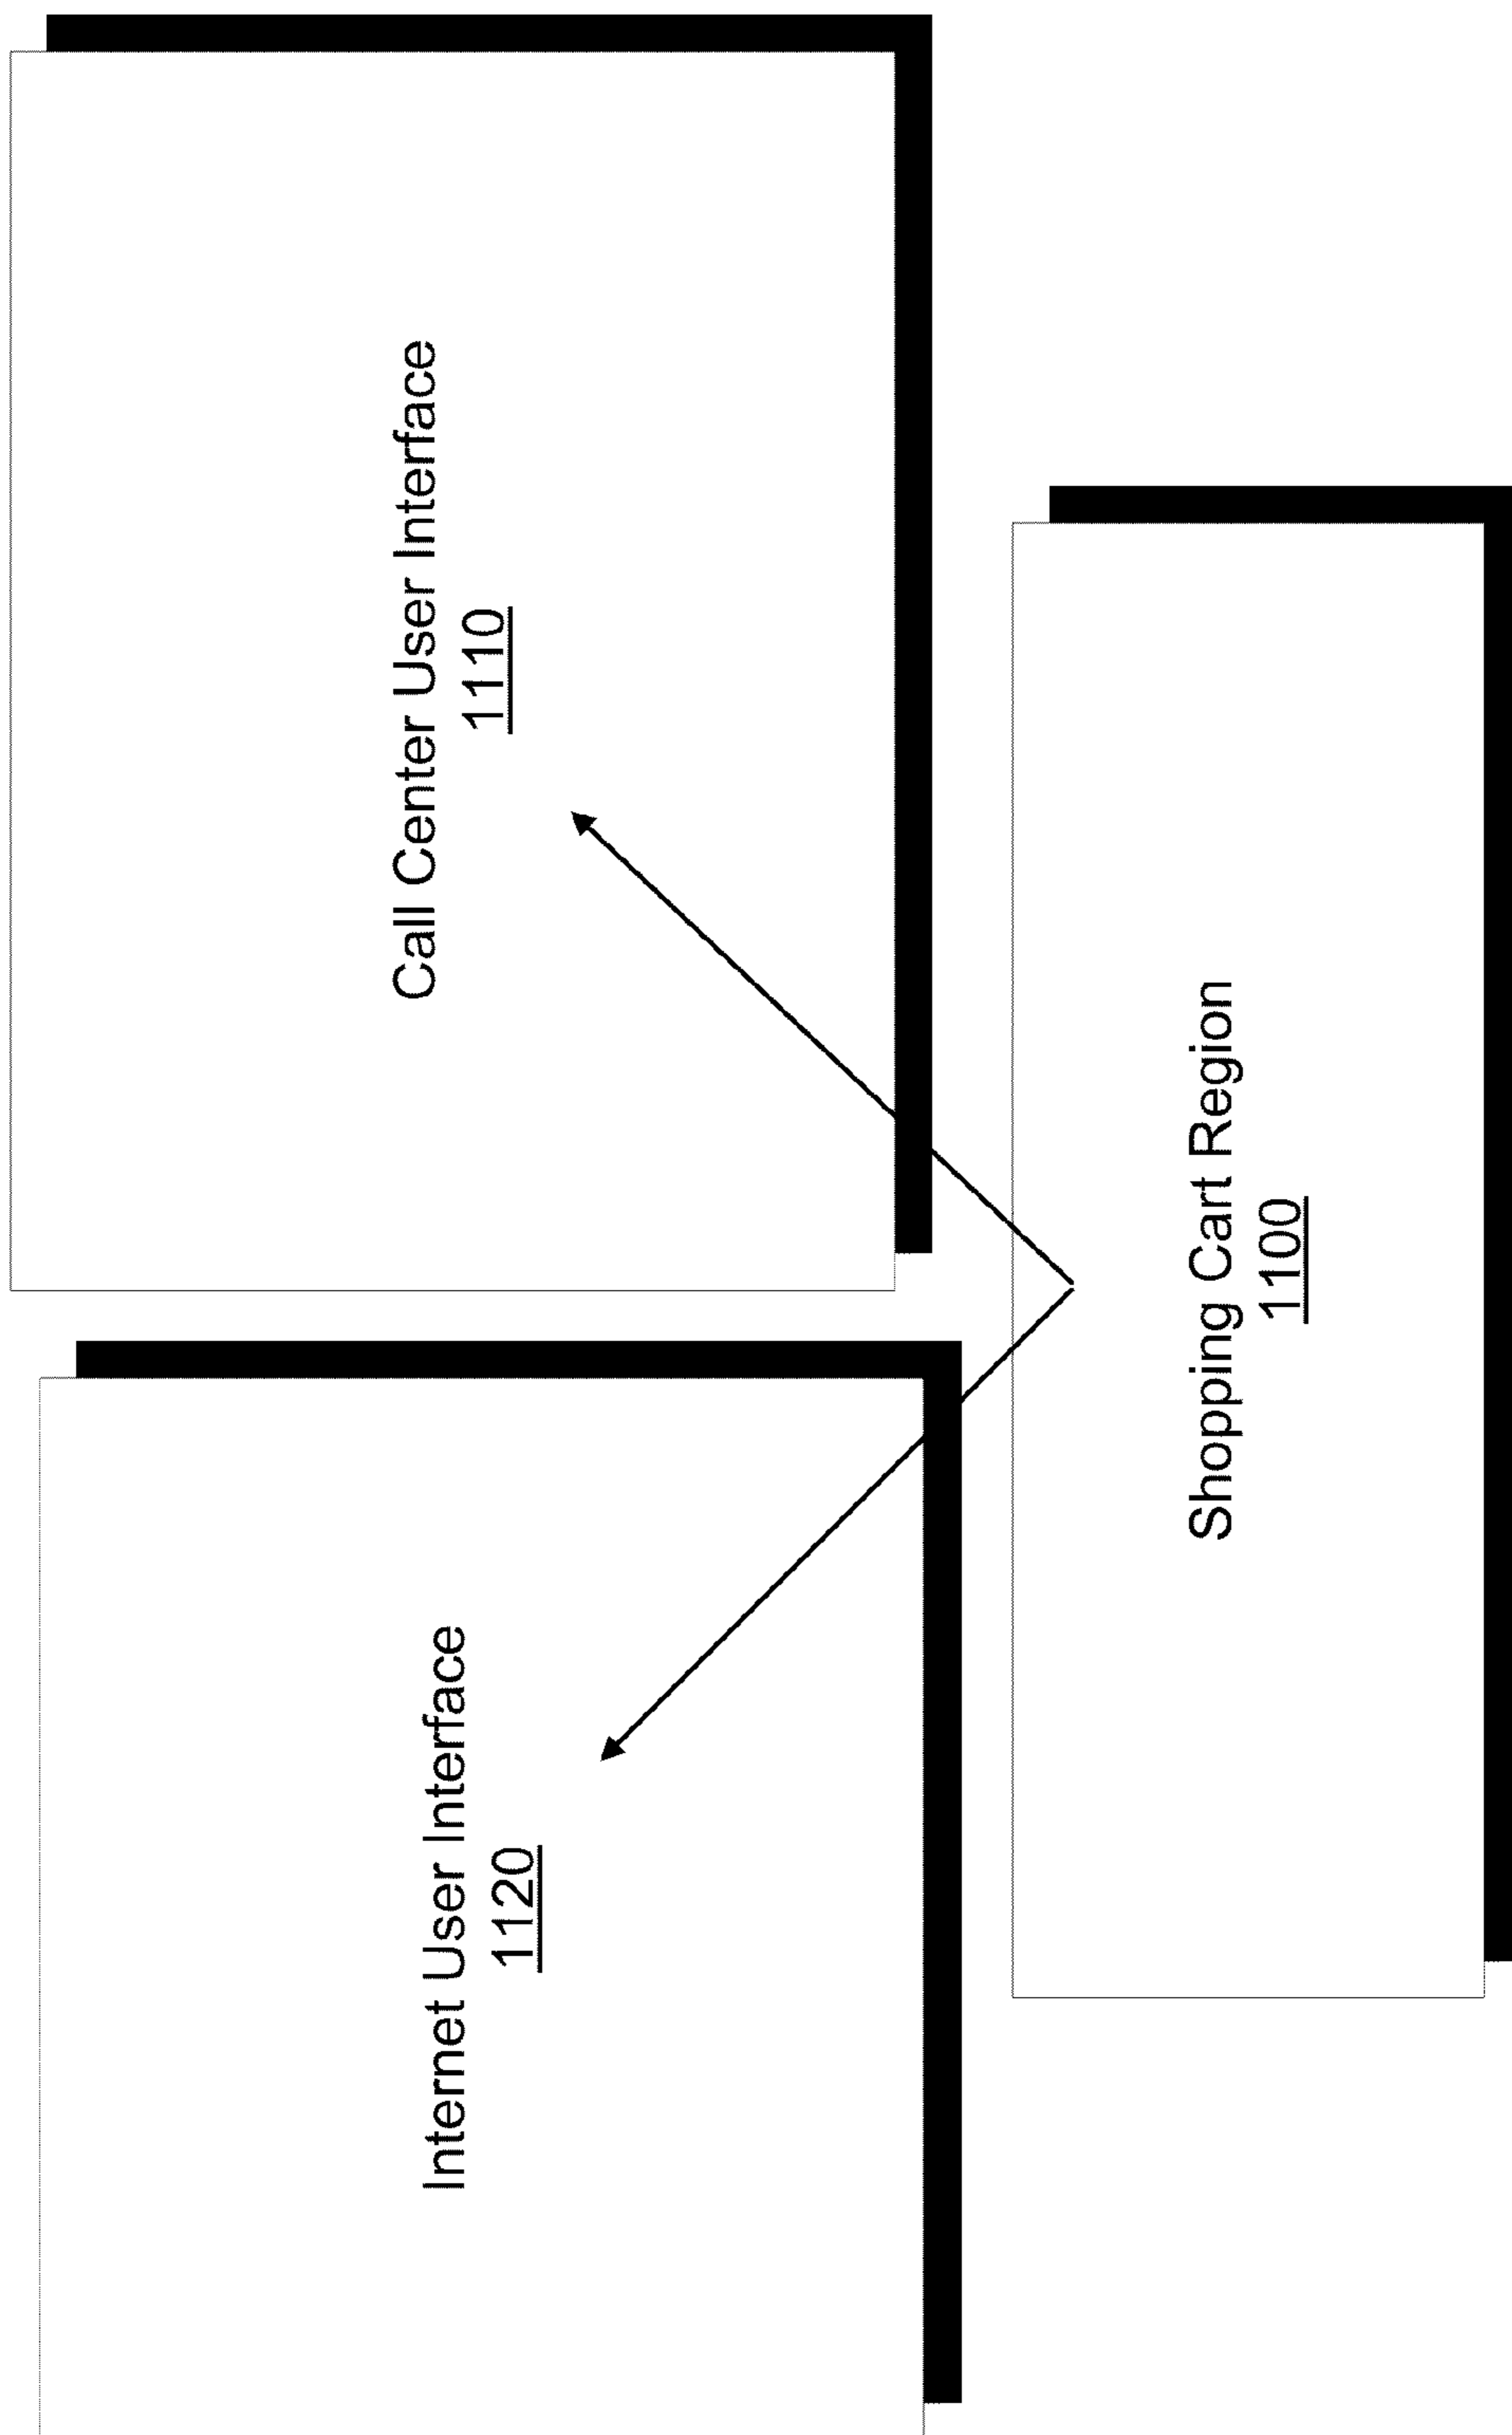 Internet User Interface
1120
Call Center User Interface
1110
Shopping Cart Region
1100